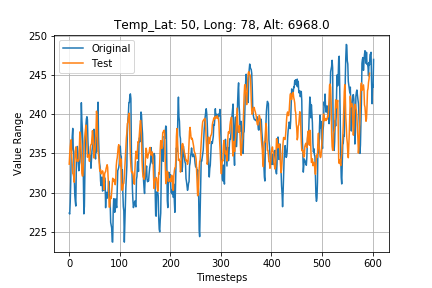 Temp_Lat: 50, Long: 78, Alt: 6968.0
Original
Test
Value Range
250
245
240
235
230
225
0 100 200 300 400 500 600
Timesteps